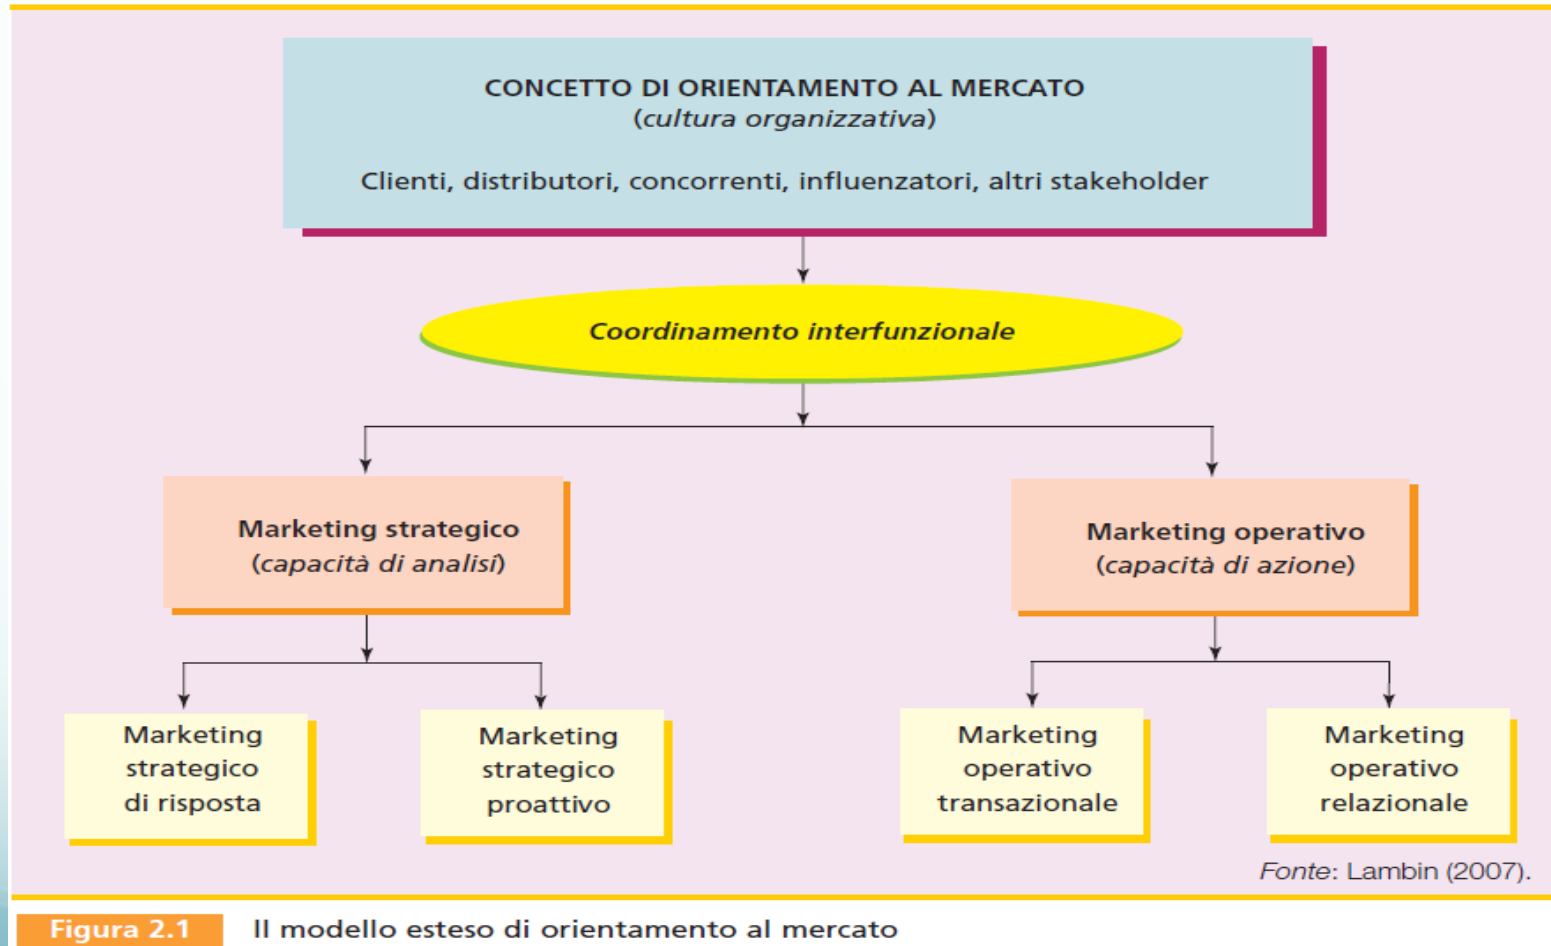 CONCETTO DI ORIENTAMENTO AL MERCATO
(cultura organizzativa)
Clienti, distributori, concorrenti, influenzatori, altri stakeholder
Coordinamento interfunzionale
Marketing strategico
(capacità di analisi)
Marketing operativo
(capacità di azione)
Marketing
strategico
di risposta
Marketing
strategico
proattivo
Marketing
operativo
transazionale
Marketing
operativo
relazionale
Fonte: Lambin (2007).
Figura 2.1 Il modello esteso di orientamento al mercato